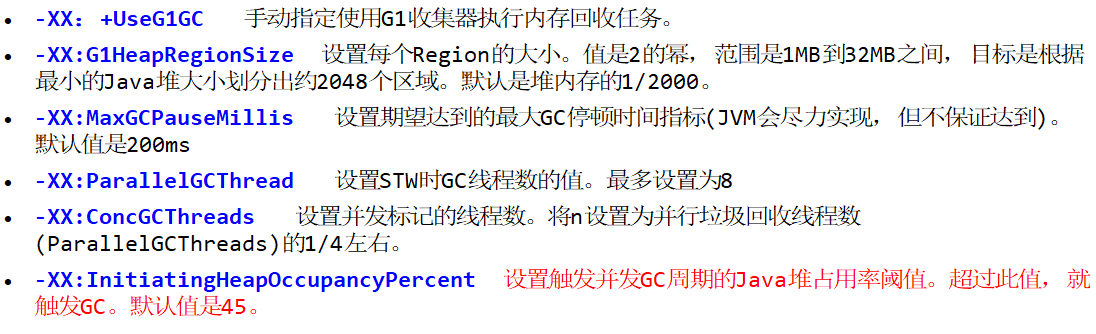 • -XX：+UseG1GC 手动指定使用G1收集器执行内存回收任务。
• -XX:G1HeapRegionSize 设置每个Region的大小。值是2的幂，范围是1MB到32MB之间，目标是根据
最小的Java堆大小划分出约2048个区域。默认是堆内存的1/2000。
• -XX:MaxGCPauseMillis 设置期望达到的最大GC停顿时间指标(JVM会尽力实现，但不保证达到)。
默认值是200ms
• -XX:ParallelGCThread 设置STW时GC线程数的值。最多设置为8
• -XX:ConcGCThreads 设置并发标记的线程数。将n设置为并行垃圾回收线程数
(ParallelGCThreads)的1/4左右。
• -XX:InitiatingHeapOccupancyPercent 设置触发并发GC周期的Java堆占用率阈值。超过此值，就
触发GC。默认值是45。